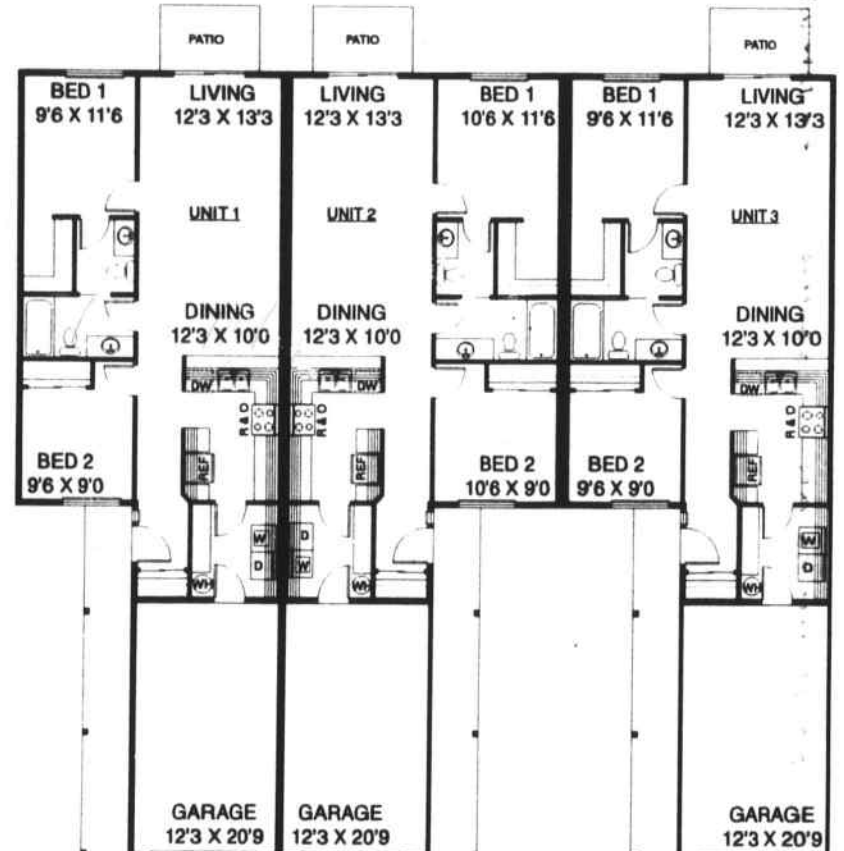 PATIO
PATIO
PATIO
BED 1
9'6 X 11'6
LIVING
12'3 X 13'3
LIVING
12'3 X 13'3
BED 1
10'6 X 11'6
BED 1
9'6 X 11'6
LIVING
12'3 X 13'3
UNIT 1
UNIT 2
UNIT 3
DINING
12'3 X 10'0
DINING
12'3 X 10'0
DINING
12'3 X 10'0
DW
R & D
REF
DW
R & D
REF
DW
R & D
REF
BED 2
9'6 X 9'0
BED 2
10'6 X 9'0
BED 2
9'6 X 9'0
W
D
WH
D
W
WH
W
D
WH
GARAGE
12'3 X 20'9
GARAGE
12'3 X 20'9
GARAGE
12'3 X 20'9